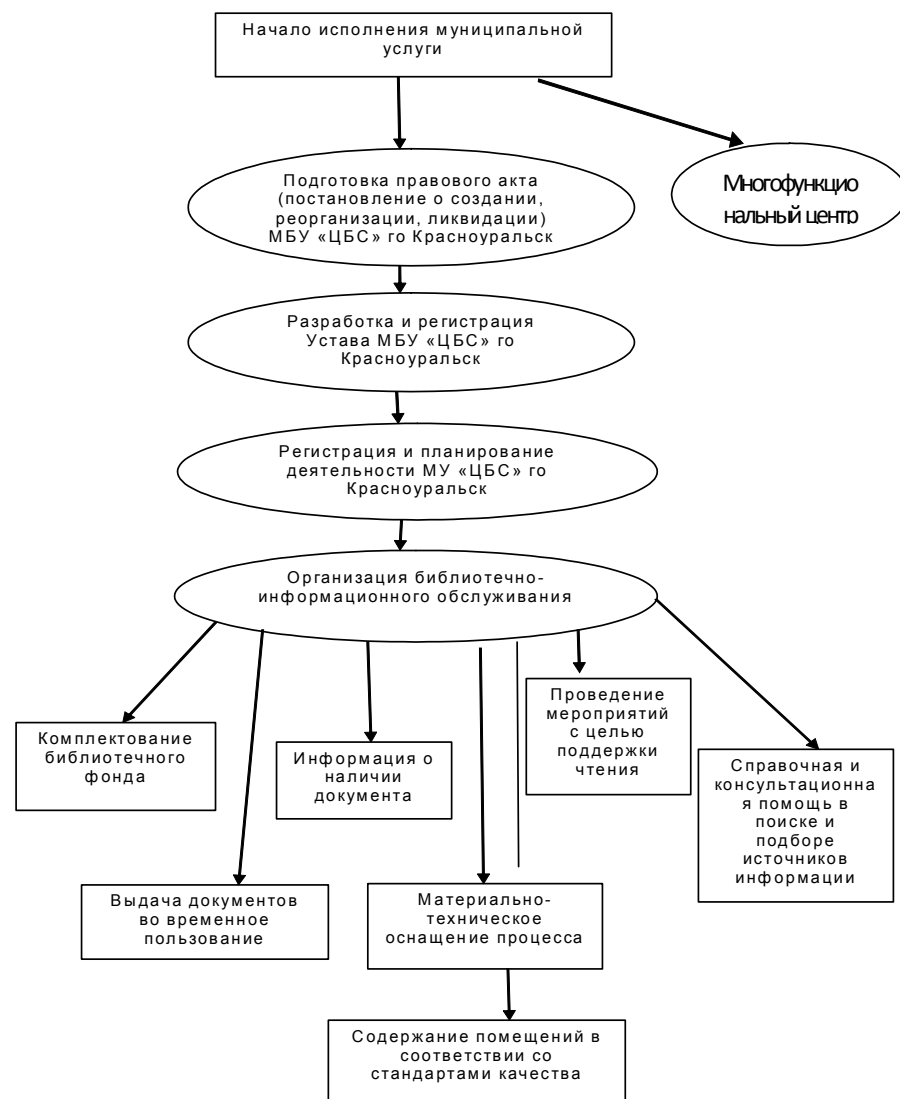 Начало исполнения муниципальной
услуги
Многофункцио
нальный центр
Подготовка правового акта
(постановление о создании,
реорганизации, ликвидации)
МБУ «ЦБС» го Красноуральск
Разработка и регистрация
Устава МБУ «ЦБС» го
Красноуральск
Регистрация и планирование
деятельности МУ «ЦБС» го
Красноуральск
Организация библиотечно-
информационного обслуживания
Комплектование
библиотечного
фонда
Информация о
наличии
документа
Проведение
мероприятий
с целью
поддержки
чтения
Справочная и
консультационна
я помощь в
поиске и
подборе
источников
информации
Выдача документов
во временное
пользование
Материально-
техническое
оснащение процесса
Содержание помещений в
соответствии со
стандартами качества